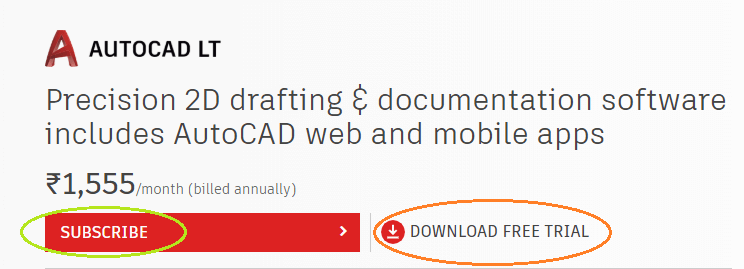 AUTOCAD LT
Precision 2D drafting & documentation software
includes AutoCAD web and mobile apps
₹1,555/month (billed annually)
SUBSCRIBE
DOWNLOAD FREE TRIAL